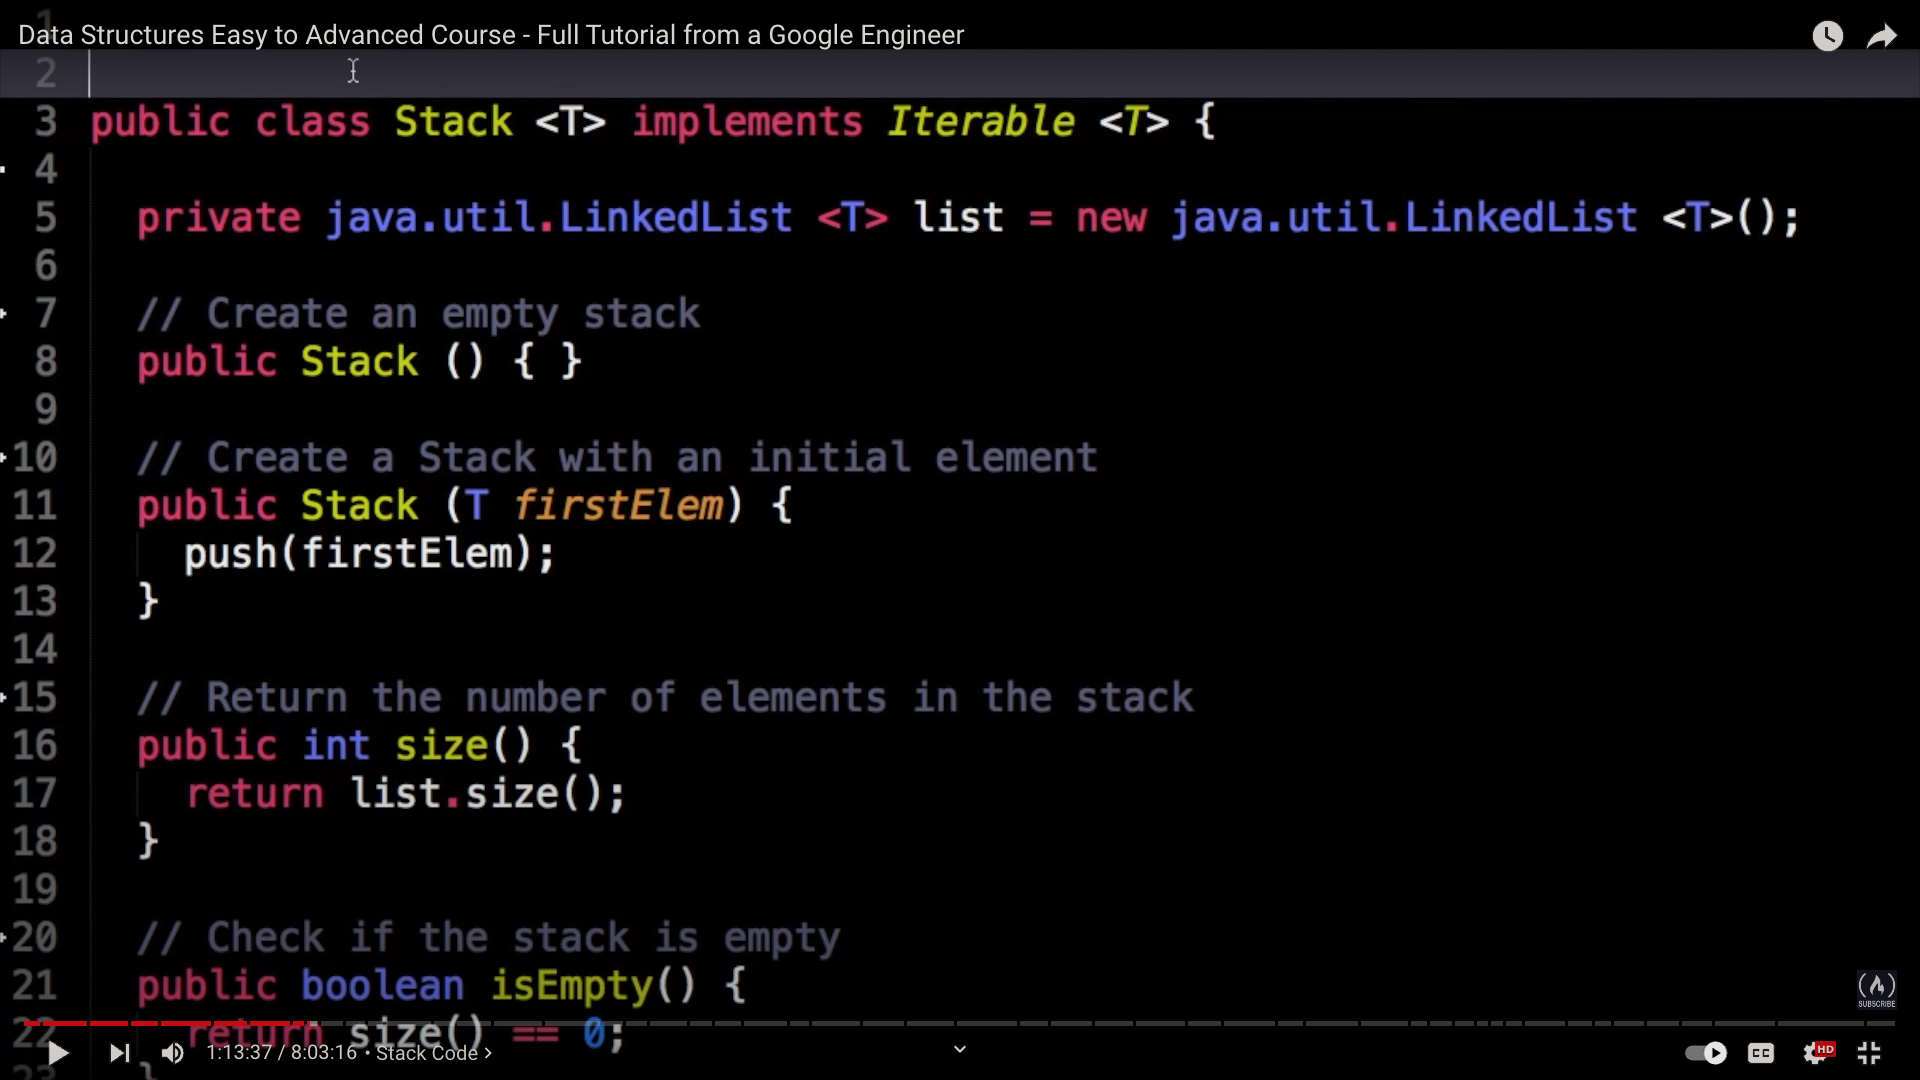 1
Data Structures Easy to Advanced Course - Full Tutorial from a Google Engineer
2
3 public class Stack <T> implements Iterable <T> {
4
5 private java.util.LinkedList <T> list = new java.util.LinkedList <T>();
6
7 // Create an empty stack
8 public Stack () { }
9
10 // Create a Stack with an initial element
11 public Stack (T firstElem) {
12 push(firstElem);
13 }
14
15 // Return the number of elements in the stack
16 public int size() {
17 return list.size();
18 }
19
20 // Check if the stack is empty
21 public boolean isEmpty() {
SUBSCRIBE
22 return size() == 0;
1:13:37 / 8:03:16 • Stack Code >
CC
HD
23 }